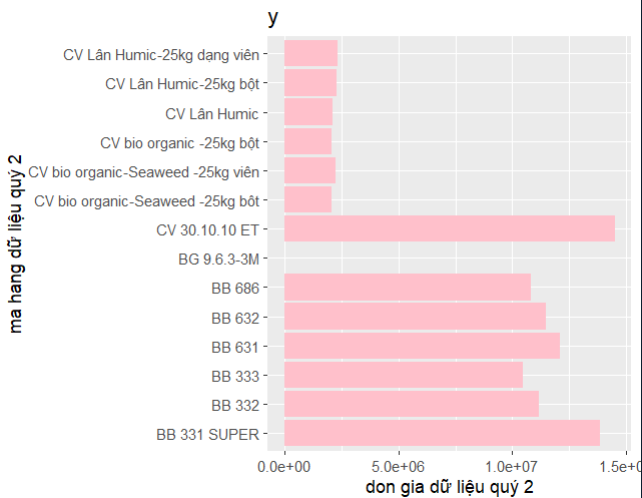 y
CV Lân Humic-25kg dạng viên
CV Lân Humic-25kg bột
CV Lân Humic
CV bio organic -25kg bột
CV bio organic-Seaweed -25kg viên
CV bio organic-Seaweed -25kg bột
CV 30.10.10 ET
BG 9.6.3-3M
BB 686
BB 632
BB 631
BB 333
BB 332
BB 331 SUPER
ma hang dữ liệu quý 2
0.0e+00 5.0e+06 1.0e+07 1.5e+0
don gia dữ liệu quý 2